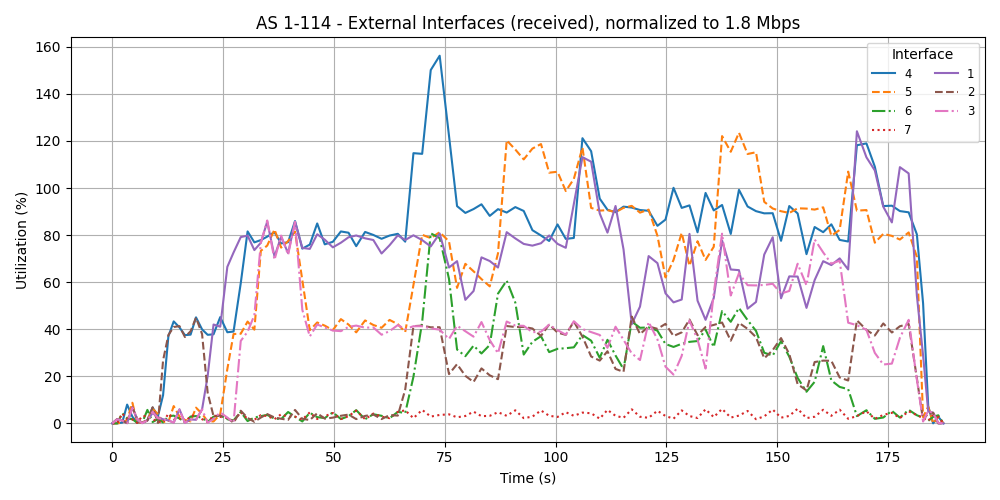 AS 1-114 - External Interfaces (received), normalized to 1.8 Mbps
Utilization (%)
160
140
120
100
80
60
40
20
0
0 25 50 75 100 125 150 175
Time (s)
Interface
4 1
5 2
6 3
7